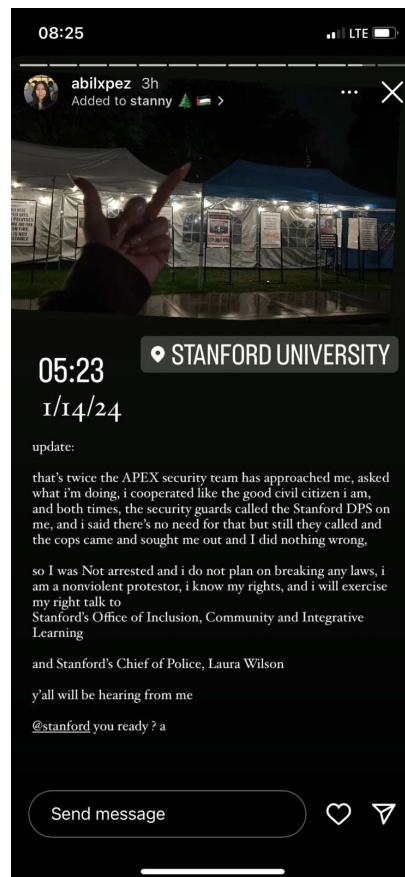 08:25
LTE
abilxpez 3h
Added to stanny 🌲 🇵🇸 >
STANFORD UNIVERSITY
05:23
1/14/24
update:
that's twice the APEX security team has approached me, asked
what i'm doing, i cooperated like the good civil citizen i am,
and both times, the security guards called the Stanford DPS on
me, and i said there's no need for that but still they called and
the cops came and sought me out and I did nothing wrong,
so I was Not arrested and i do not plan on breaking any laws, i
am a nonviolent protestor, i know my rights, and i will exercise
my right talk to
Stanford's Office of Inclusion, Community and Integrative
Learning
and Stanford's Chief of Police, Laura Wilson
y'all will be hearing from me
@stanford you ready ? a
Send message